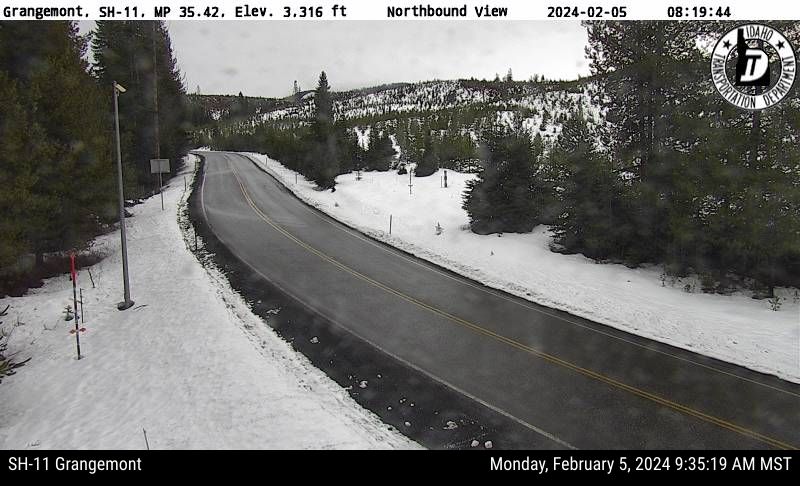 Grangemont, SH-11, MP 35.42, Elev. 3,316 ft Northbound View 2024-02-05 08:19:44
IDAHO
TRANSPORTATION DEPARTMENT
SH-11 Grangemont Monday, February 5, 2024 9:35:19 AM MST